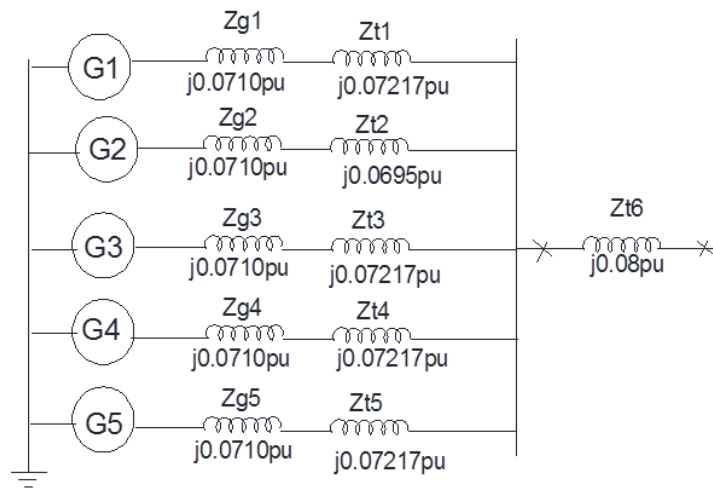 Zg1 Zt1
G1
j0.0710pu j0.07217pu
Zg2 Zt2
G2
j0.0710pu j0.0695pu
Zt6
Zg3 Zt3
G3
j0.0710pu j0.07217pu
j0.08pu
Zg4 Zt4
G4
j0.0710pu j0.07217pu
Zg5 Zt5
G5
j0.0710pu j0.07217pu